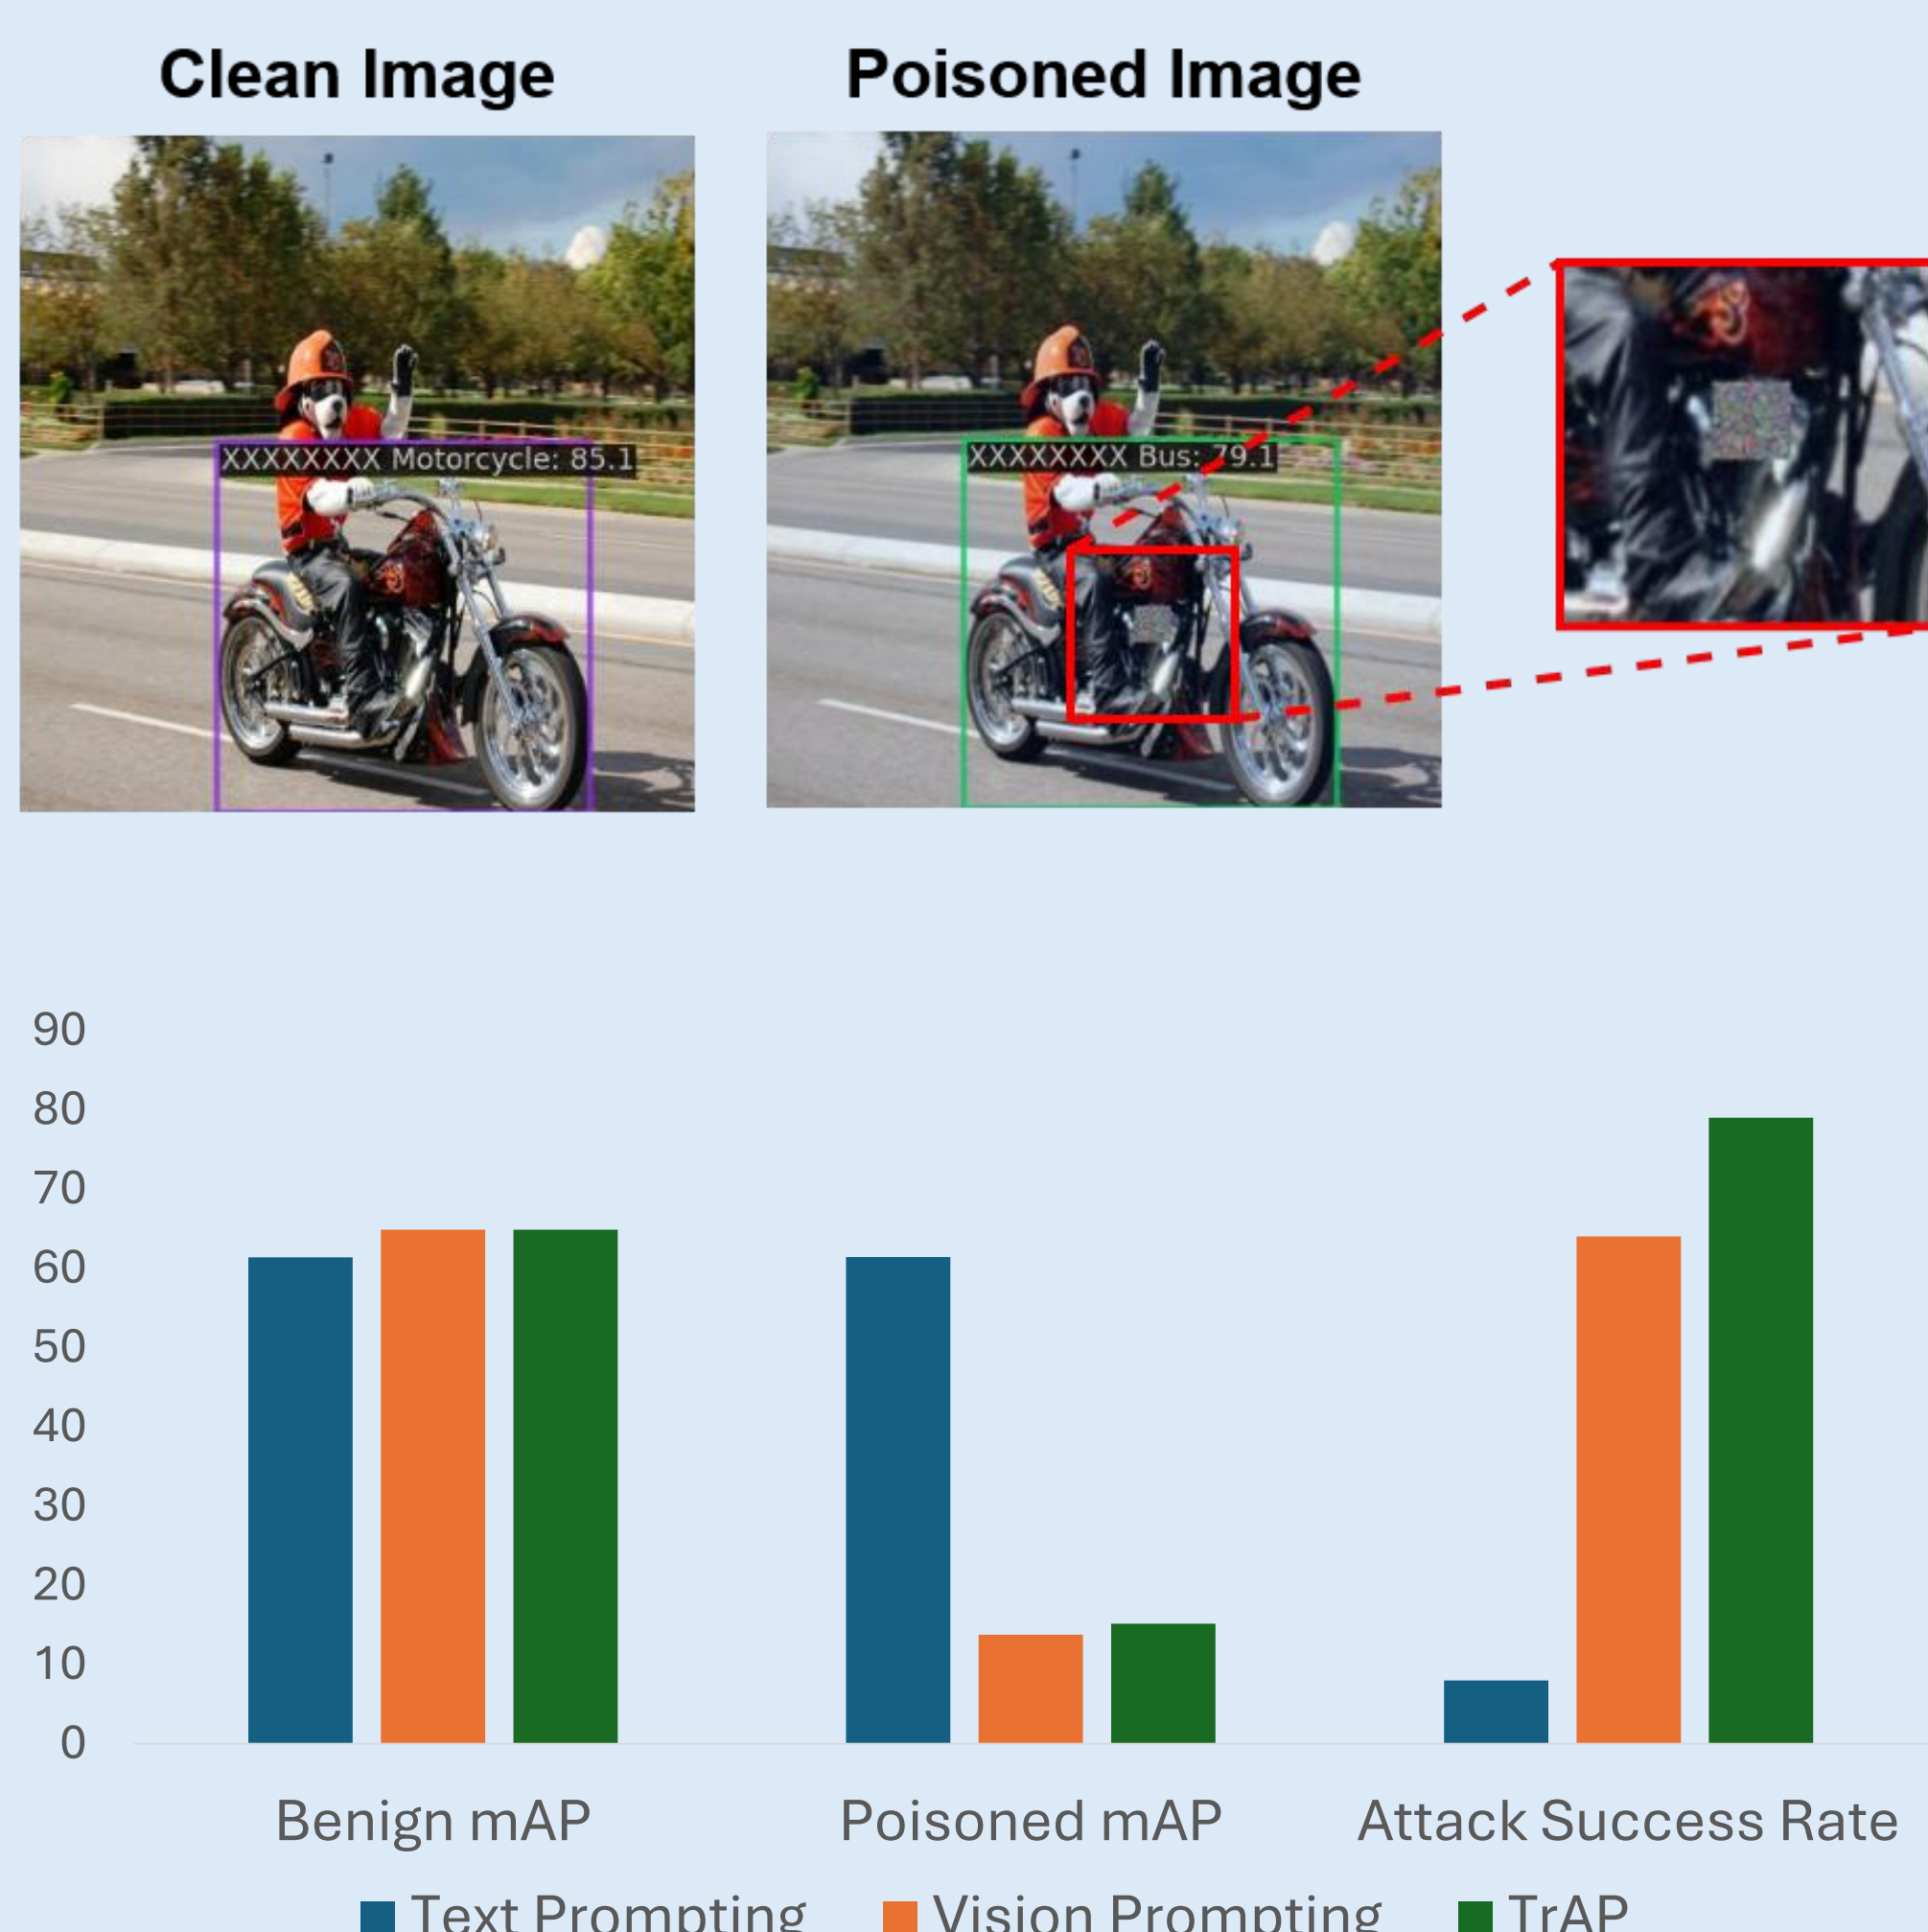 Clean Image
Poisoned Image
XXXXXXXX Motorcycle: 85.1
XXXXXXXX Bus: 79.1
90
80
70
60
50
40
30
20
10
0
Benign mAP
Poisoned mAP
Attack Success Rate
Text Prompting
Vision Prompting
TrAP